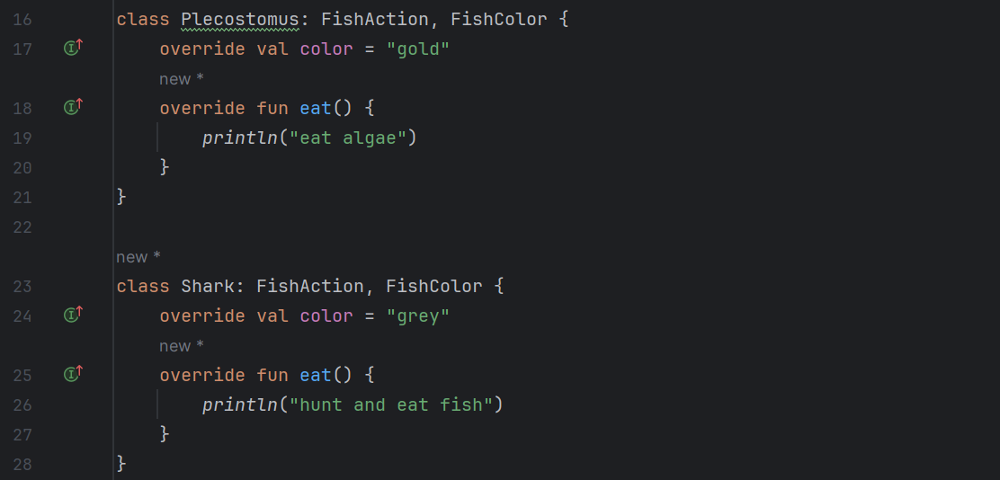 16 class Plecostomus: FishAction, FishColor {
17 override val color = "gold"
new *
18 override fun eat() {
19 println("eat algae")
20 }
21 }
22
new *
23 class Shark: FishAction, FishColor {
24 override val color = "grey"
new *
25 override fun eat() {
26 println("hunt and eat fish")
27 }
28 }